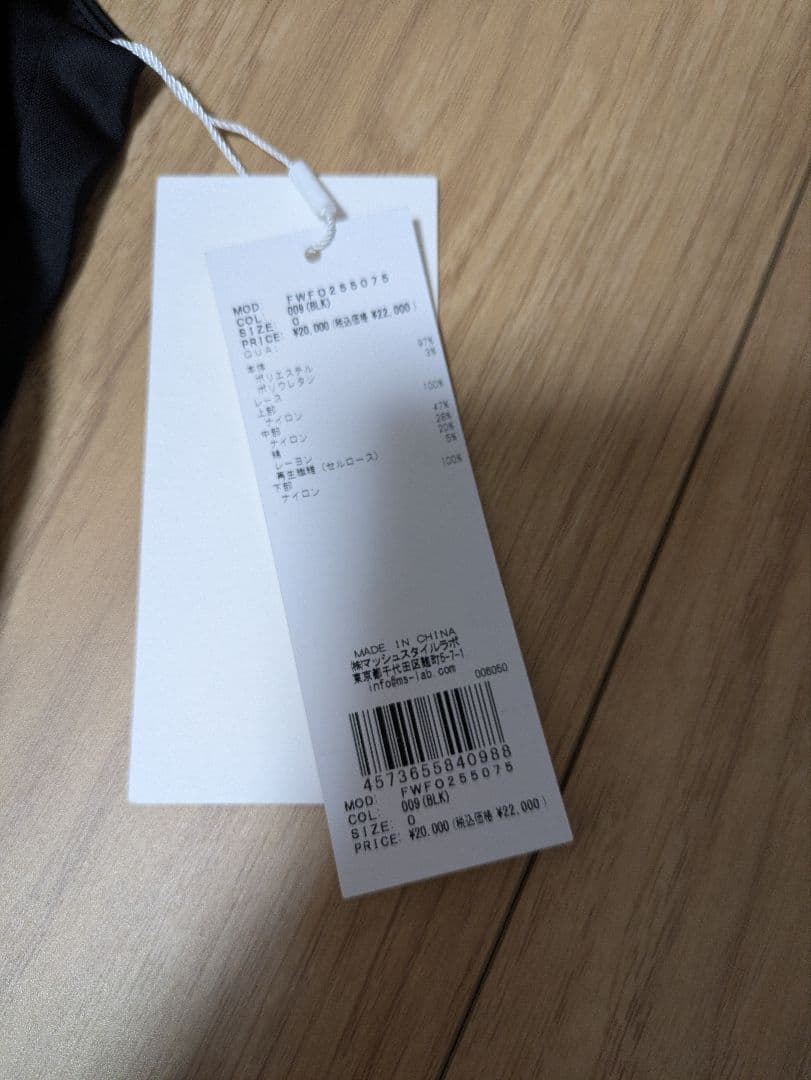 MOD: FWFO255075
COL: 009(BLK)
SIZE: 0
PRICE: ¥20,000(税込価格 ¥22,000)
QUA:
本体
ポリエステル 97%
ポリウレタン 3%
レース
上部
ナイロン 100%
中部
ナイロン 47%
綿 28%
レーヨン 20%
再生繊維(セルロース) 5%
下部
ナイロン 100%
MADE IN CHINA
㈱マッシュスタイルラボ
東京都千代田区麹町5-7-1
info@ms-lab.com 006050
4573655840988
MOD: FWFO255075
COL: 009(BLK)
SIZE: 0
PRICE: ¥20,000(税込価格 ¥22,000)